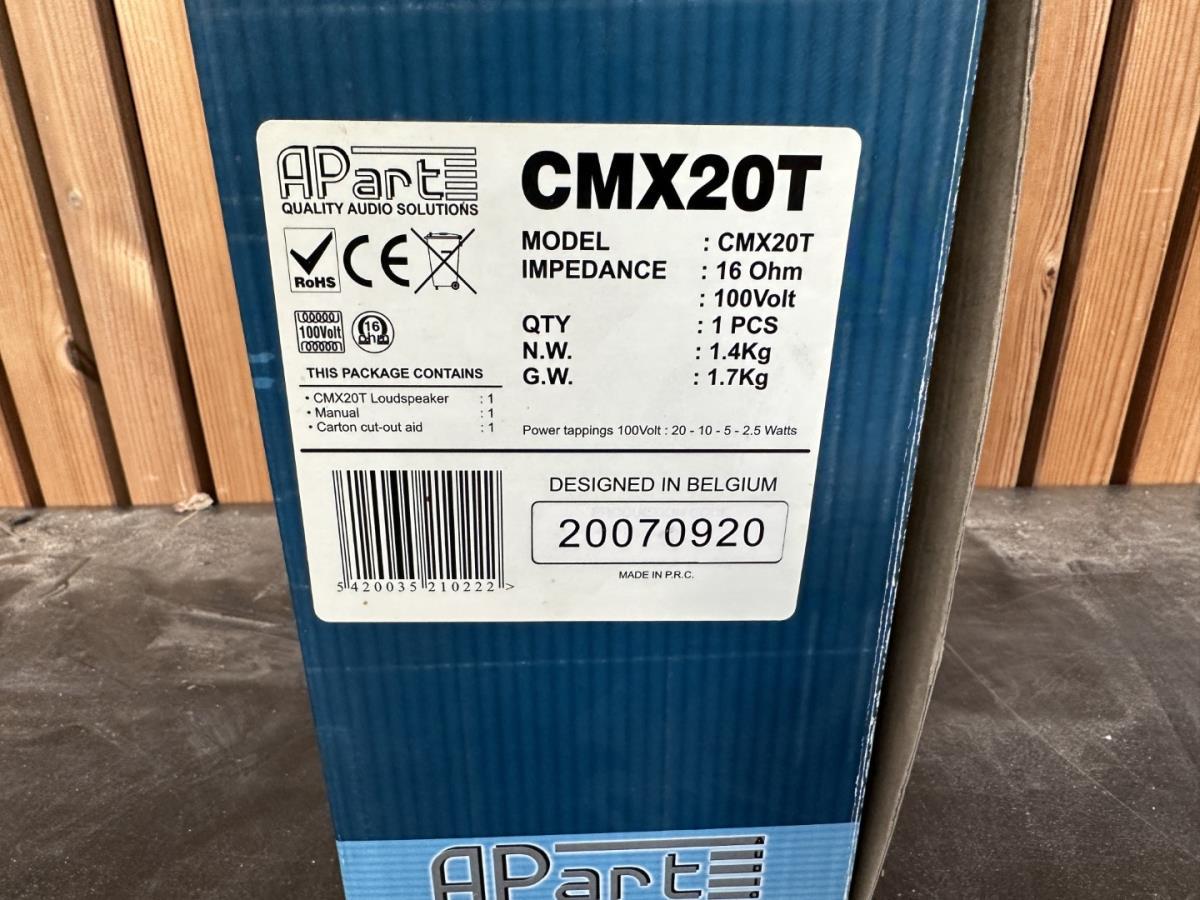 APart
QUALITY AUDIO SOLUTIONS
CMX20T
RoHS
CE
MODEL : CMX20T
IMPEDANCE : 16 Ohm
: 100Volt
QTY : 1 PCS
N.W. : 1.4Kg
G.W. : 1.7Kg
100Volt
16
ohm
THIS PACKAGE CONTAINS
• CMX20T Loudspeaker : 1
• Manual : 1
• Carton cut-out aid : 1
Power tappings 100Volt : 20 - 10 - 5 - 2.5 Watts
DESIGNED IN BELGIUM
20070920
MADE IN P.R.C.
5 420035 210222 >
APart
AUDIO